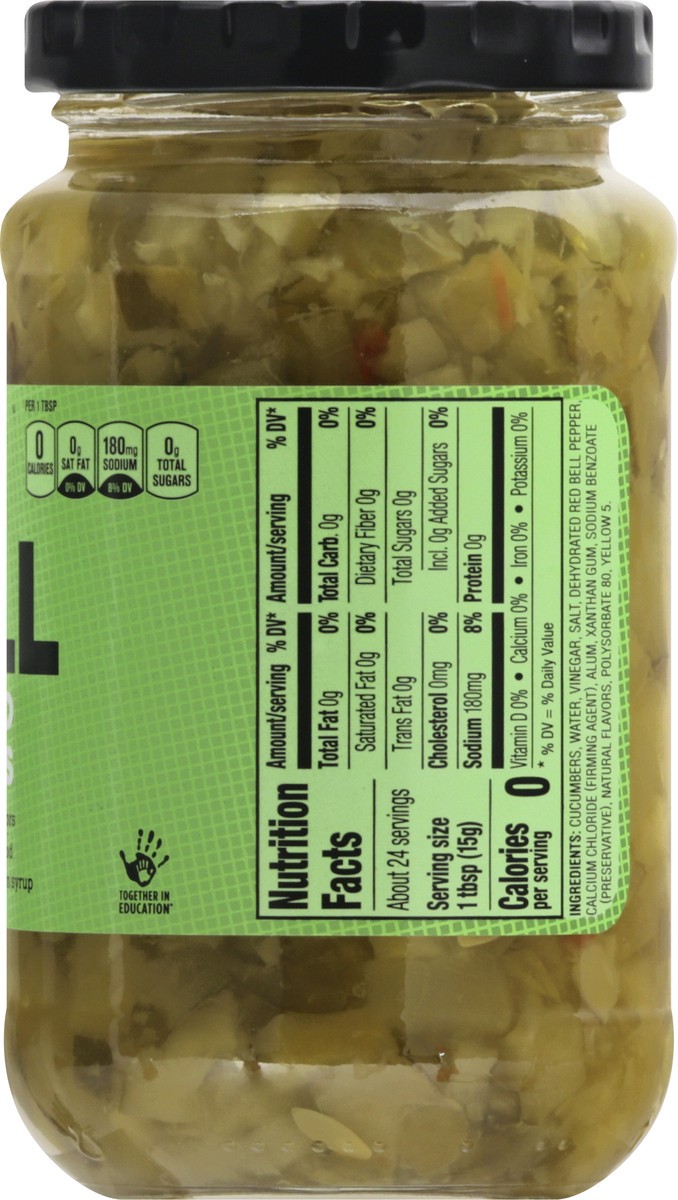 PER 1 TBSP
0
CALORIES
0g
SAT FAT
0% DV
180mg
SODIUM
8% DV
0g
TOTAL
SUGARS
LL
syrup
TOGETHER IN
EDUCATION
Nutrition
Facts
About 24 servings
Serving size
1 tbsp (15g)
Calories 0
per serving
Amount/serving % DV*
Total Fat 0g 0%
Saturated Fat 0g 0%
Trans Fat 0g
Cholesterol 0mg 0%
Sodium 180mg 8%
Amount/serving % DV*
Total Carb. 0g 0%
Dietary Fiber 0g 0%
Total Sugars 0g
Incl. 0g Added Sugars 0%
Protein 0g
Vitamin D 0% • Calcium 0% • Iron 0% • Potassium 0%
* % DV = % Daily Value
INGREDIENTS: CUCUMBERS, WATER, VINEGAR, SALT, DEHYDRATED RED BELL PEPPER,
CALCIUM CHLORIDE (FIRMING AGENT), ALUM, XANTHAN GUM, SODIUM BENZOATE
(PRESERVATIVE), NATURAL FLAVORS, POLYSORBATE 80, YELLOW 5.